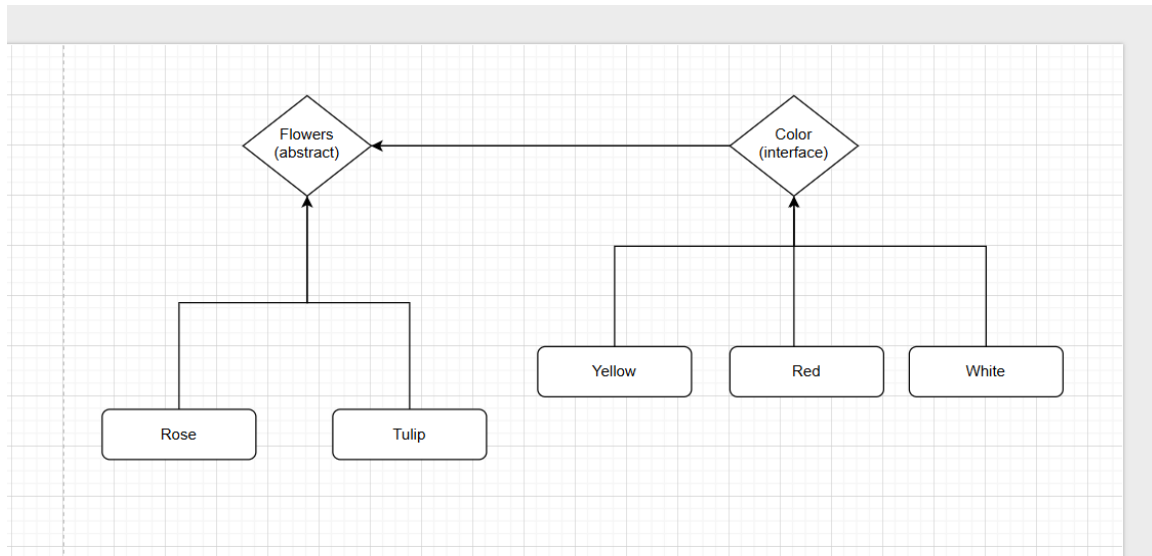 Flowers
(abstract)
Color
(interface)
Yellow
Red
White
Rose
Tulip